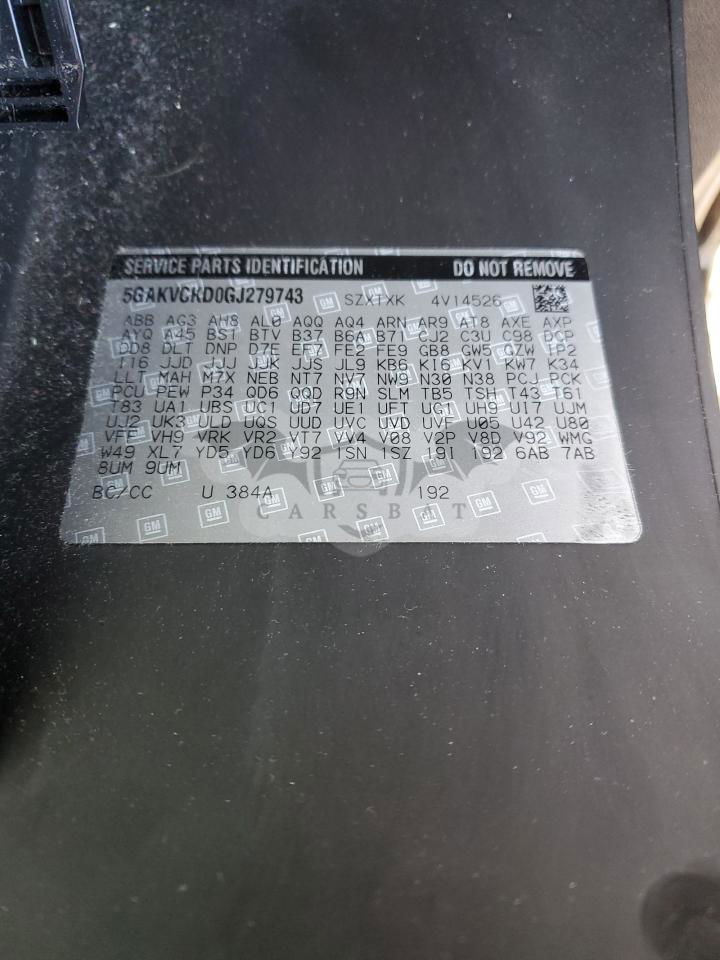 SERVICE PARTS IDENTIFICATION DO NOT REMOVE
5GAKVCKD0GJ279743 SZXTXK 4V14526
ABB AG3 AH8 AL0 AQQ AQ4 ARN AR9 AT8 AXE AXP
AYQ A45 BS1 BTV B37 B6A B71 CJ2 C3U C98 DCP
DD8 DLT DNP D7E EF7 FE2 FE9 GB8 GW5 GZW IP2
I16 JJD JJJ JJK JJS JL9 KB6 KI6 KV1 KW7 K34
LLT MAH M7X NEB NT7 NV7 NW9 N30 N38 PCJ PCK
PCU PEW P34 QD6 QQD R9N SLM TB5 TSH T43 T61
T83 UA1 UBS UC1 UD7 UE1 UFT UGT UH9 UI7 UJM
UJ2 UK3 ULD UQS UUD UVC UVD UVF U05 U42 U80
VFF VH9 VRK VR2 VT7 VV4 V08 V2P V8D V92 WMG
W49 XL7 YD5 YD6 Y92 1SN 1SZ 19I 192 6AB 7AB
8UM 9UM
BC/CC U 384A 192
CARSBAT